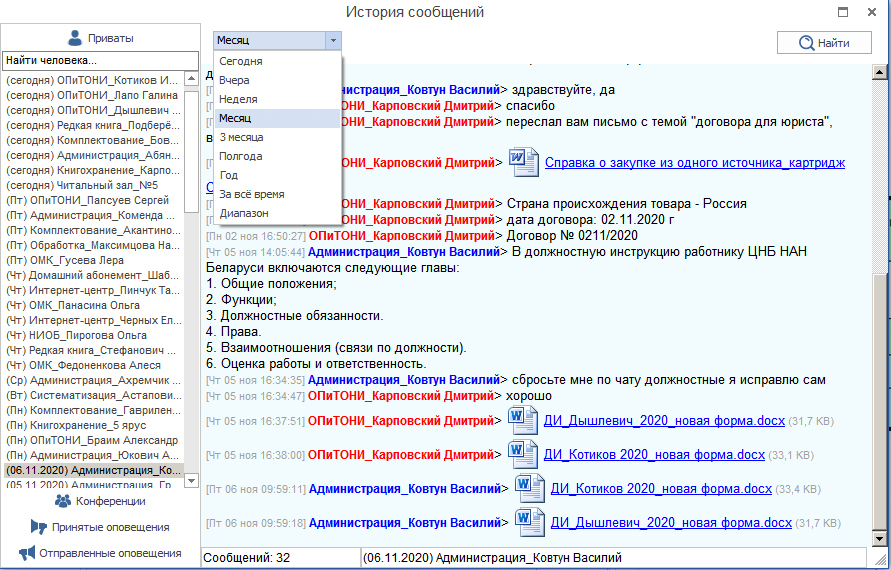 История сообщений
Приваты
Найти человека...
(сегодня) ОПиТОНИ_Котиков И...
(сегодня) ОПиТОНИ_Лапо Галина
(сегодня) ОПиТОНИ_Дышлевич ...
(сегодня) Редкая книга_Подберё...
(сегодня) Комплектование_Бов...
(сегодня) Администрация_Абян...
(сегодня) Книгохранение_Карпо...
(сегодня) Читальный зал_№5
(Пт) ОПиТОНИ_Папсуев Сергей
(Пт) Администрация_Коменда ...
(Пт) Комплектование_Акантино...
(Пт) Обработка_Максимцова На...
(Пт) ОМК_Гусева Лера
(Чт) Домашний абонемент_Шаб...
(Чт) Интернет-центр_Пинчук Та...
(Чт) ОМК_Панасина Ольга
(Чт) Интернет-центр_Черных Ел...
(Чт) НИОБ_Пирогова Ольга
(Чт) Редкая книга_Стефанович ...
(Чт) ОМК_Федоненкова Алеся
(Ср) Администрация_Ахремчик ...
(Вт) Систематизация_Астапови...
(Пн) Комплектование_Гаврилен...
(Пн) Книгохранение_5 ярус
(Пн) ОПиТОНИ_Браим Александр
(Пн) Администрация_Юкович А...
(06.11.2020) Администрация_Ко...
(05.11.2020) Администрация_Гр...
Конференции
Принятые оповещения
Отправленные оповещения
Месяц
Найти
Сегодня
Вчера
Неделя
Месяц
3 месяца
Полгода
Год
За всё время
Диапазон
Администрация_Ковтун Василий> здравствуйте, да
ОПиТОНИ_Карповский Дмитрий> спасибо
ОПиТОНИ_Карповский Дмитрий> переслал вам письмо с темой "договора для юриста",
ОПиТОНИ_Карповский Дмитрий> Справка о закупке из одного источника_картридж
ОПиТОНИ_Карповский Дмитрий> Страна происхождения товара - Россия
ОПиТОНИ_Карповский Дмитрий> дата договора: 02.11.2020 г
[Пн 02 ноя 16:50:27] ОПиТОНИ_Карповский Дмитрий> Договор № 0211/2020
[Чт 05 ноя 14:05:44] Администрация_Ковтун Василий> В должностную инструкцию работнику ЦНБ НАН
Беларуси включаются следующие главы:
1. Общие положения;
2. Функции;
3. Должностные обязанности.
4. Права.
5. Взаимоотношения (связи по должности).
6. Оценка работы и ответственность.
[Чт 05 ноя 16:34:35] Администрация_Ковтун Василий> сбросьте мне по чату должностные я исправлю сам
[Чт 05 ноя 16:34:47] ОПиТОНИ_Карповский Дмитрий> хорошо
[Чт 05 ноя 16:37:51] ОПиТОНИ_Карповский Дмитрий> ДИ_Дышлевич_2020_новая форма.docx (31,7 KB)
[Чт 05 ноя 16:38:00] ОПиТОНИ_Карповский Дмитрий> ДИ_Котиков 2020_новая форма.docx (33,1 KB)
[Пт 06 ноя 09:59:11] Администрация_Ковтун Василий> ДИ_Котиков 2020_новая форма.docx (33,4 KB)
[Пт 06 ноя 09:59:18] Администрация_Ковтун Василий> ДИ_Дышлевич_2020_новая форма.docx (31,7 KB)
Сообщений: 32
(06.11.2020) Администрация_Ковтун Василий